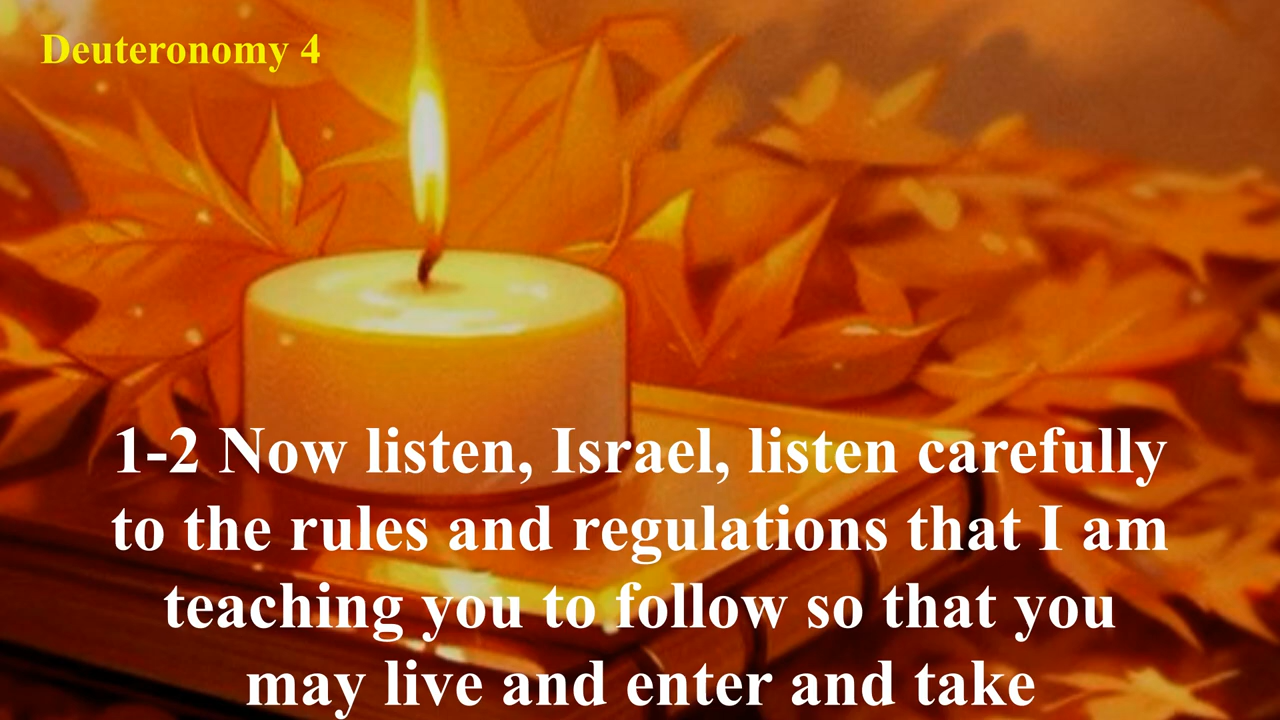 Deuteronomy 4
1-2 Now listen, Israel, listen carefully
to the rules and regulations that I am
teaching you to follow so that you
may live and enter and take